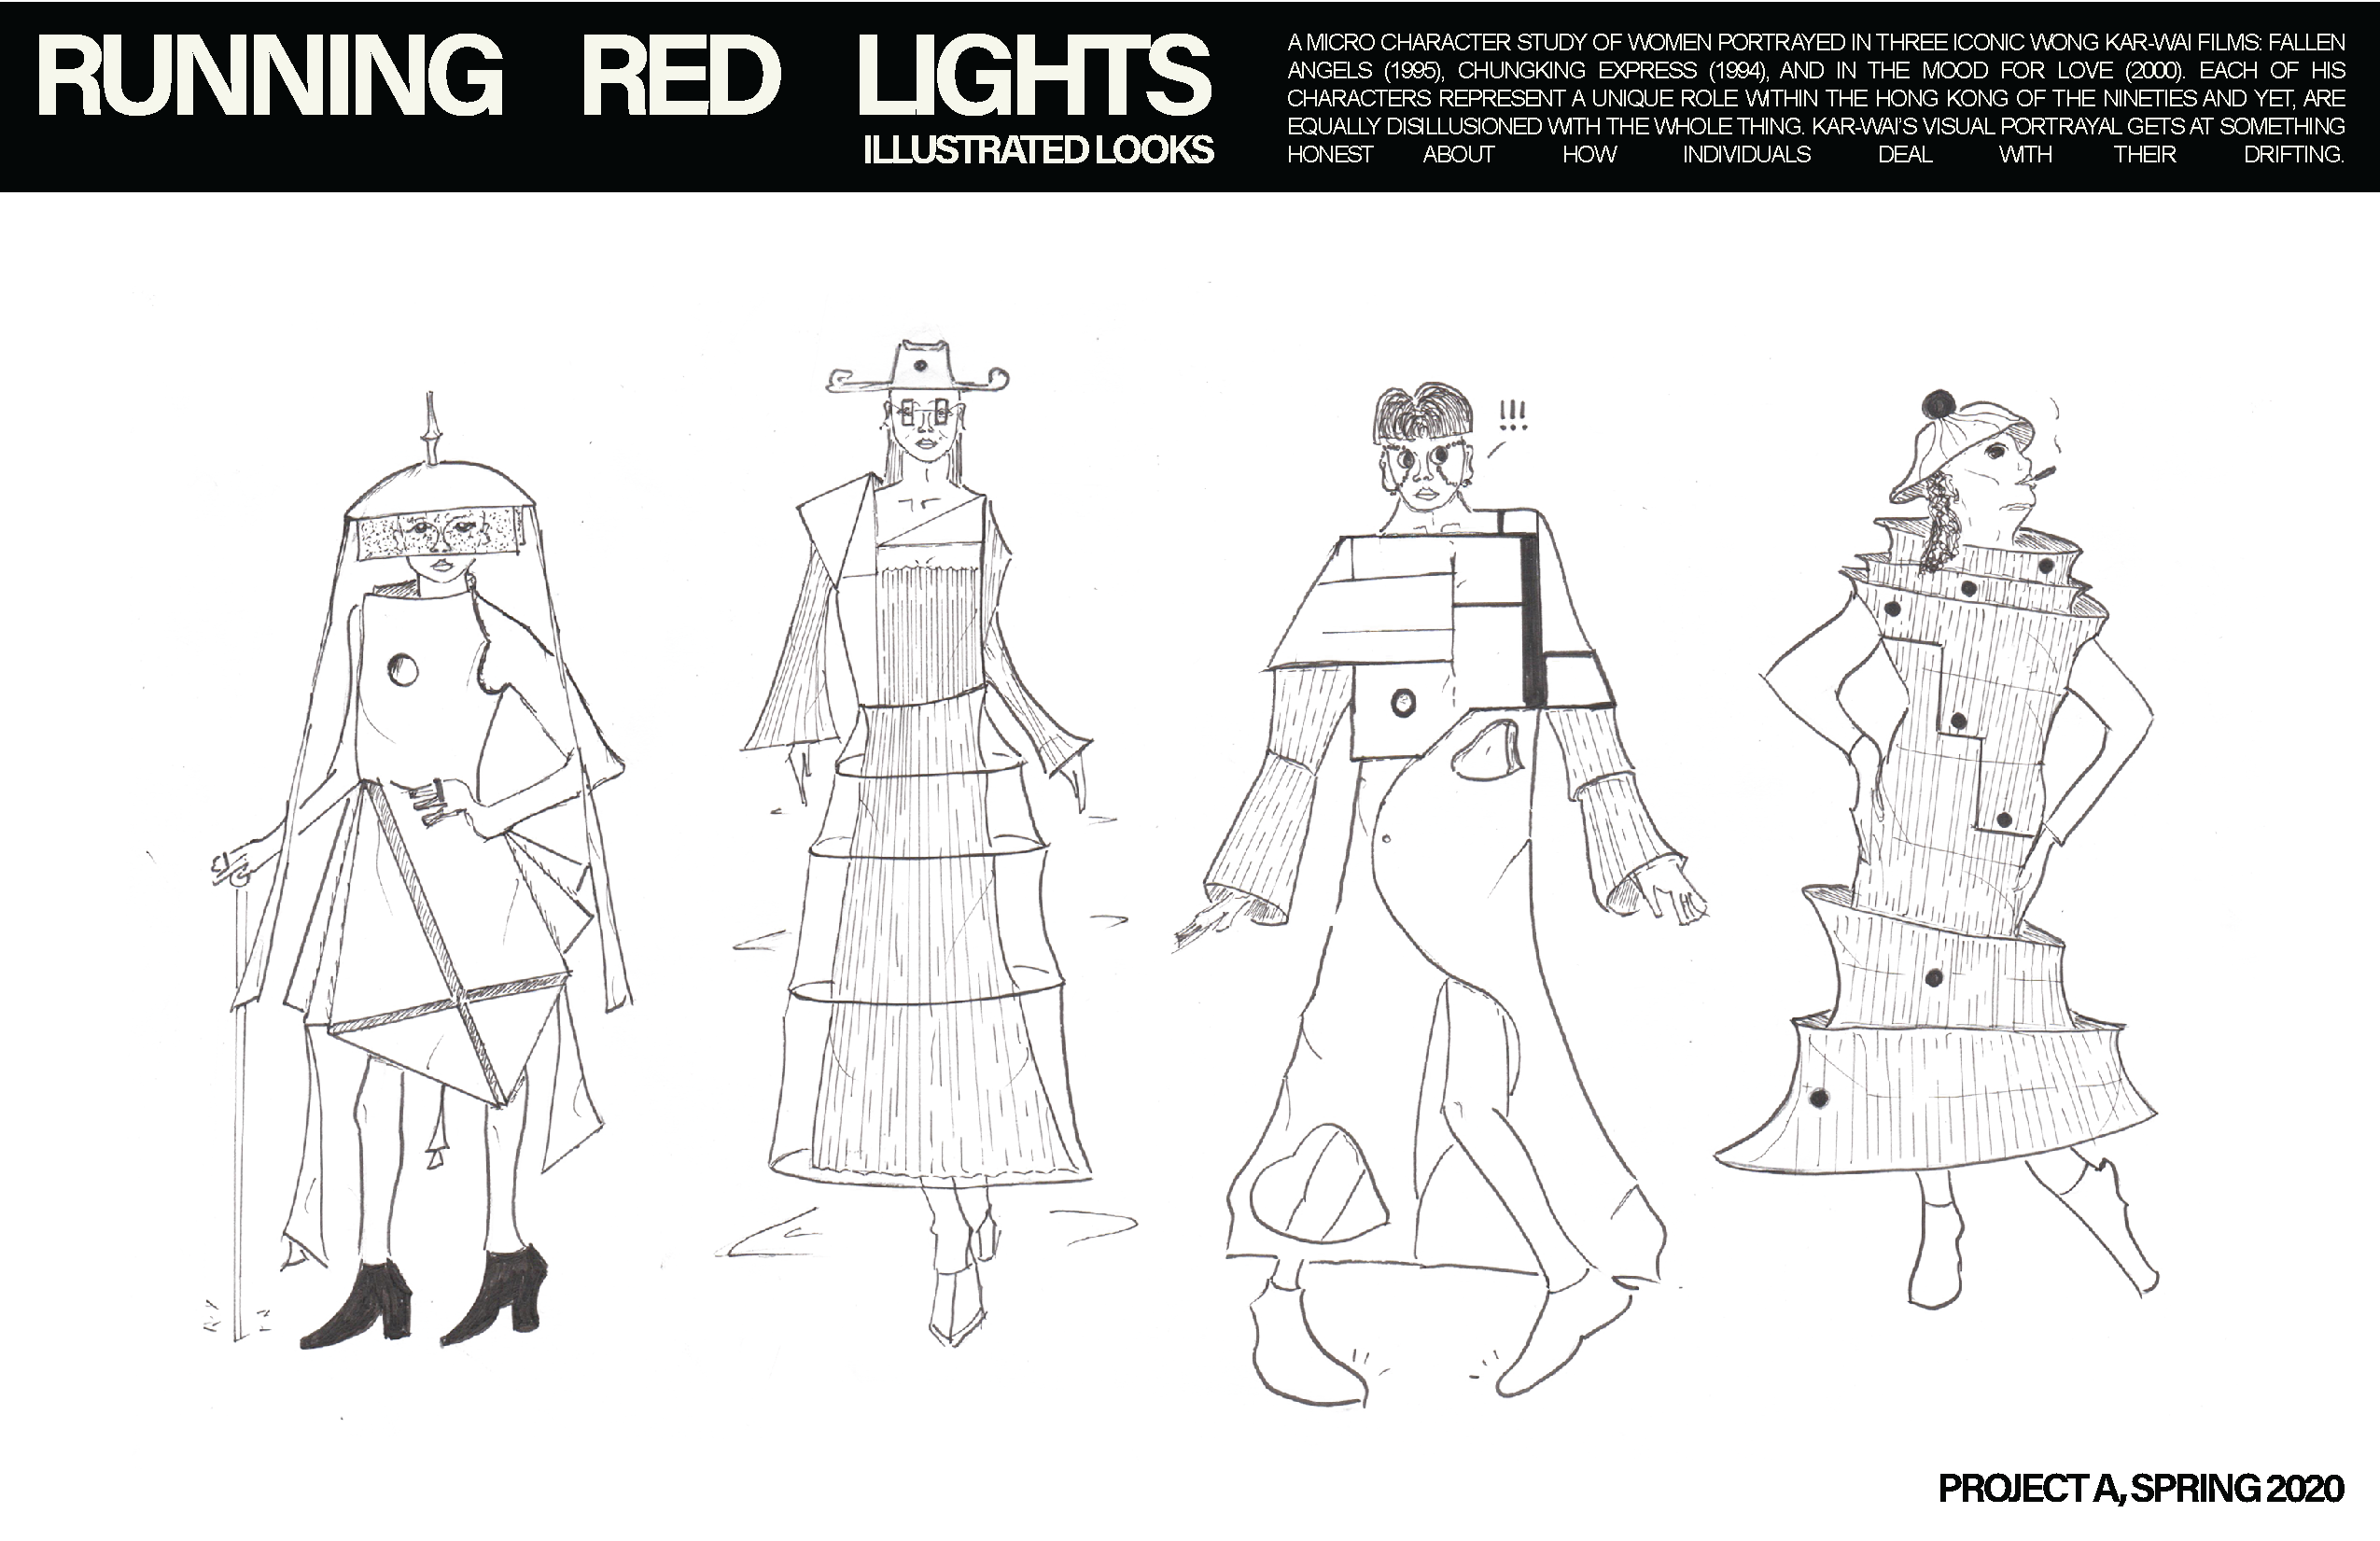 RUNNING RED LIGHTS
ILLUSTRATED LOOKS
A MICRO CHARACTER STUDY OF WOMEN PORTRAYED IN THREE ICONIC WONG KAR-WAI FILMS: FALLEN
ANGELS (1995), CHUNGKING EXPRESS (1994), AND IN THE MOOD FOR LOVE (2000). EACH OF HIS
CHARACTERS REPRESENT A UNIQUE ROLE WITHIN THE HONG KONG OF THE NINETIES AND YET, ARE
EQUALLY DISILLUSIONED WITH THE WHOLE THING. KAR-WAI'S VISUAL PORTRAYAL GETS AT SOMETHING
HONEST ABOUT HOW INDIVIDUALS DEAL WITH THEIR DRIFTING.
!!!
PROJECT A, SPRING 2020